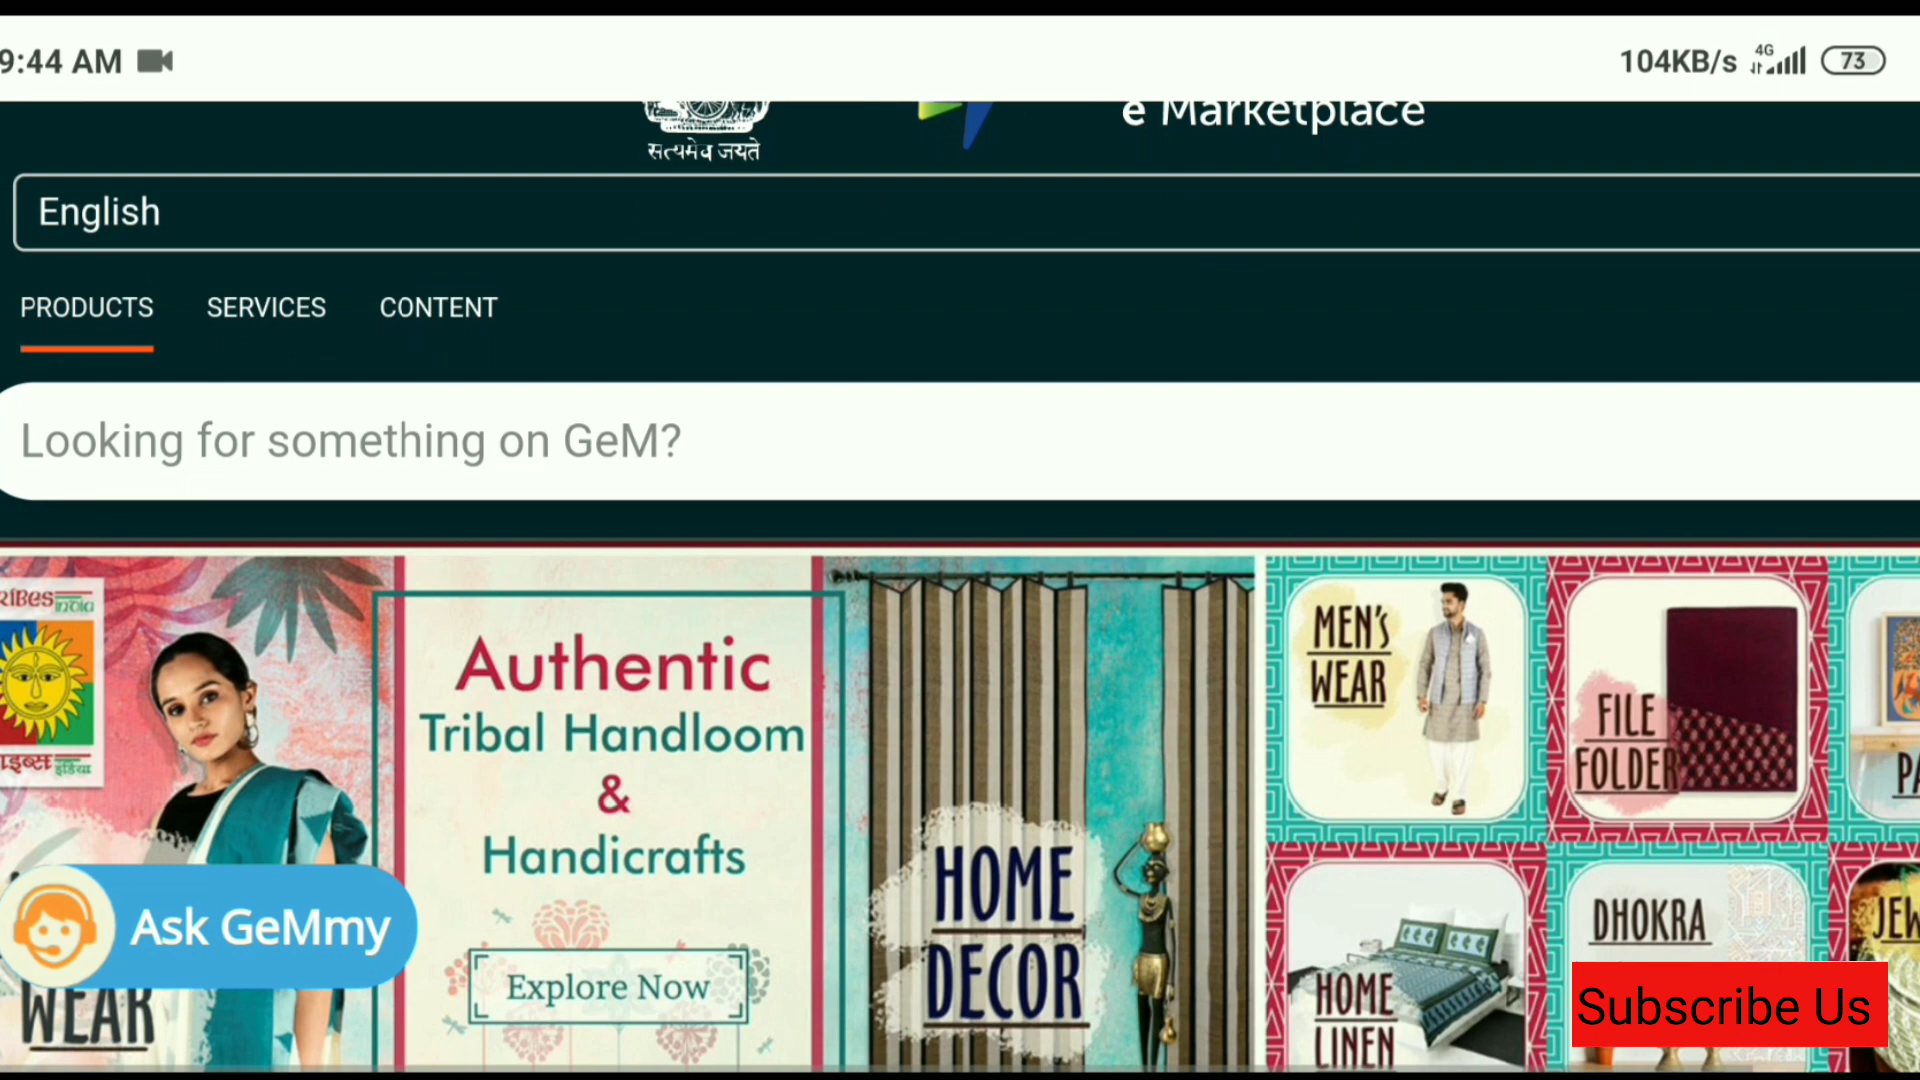 9:44 AM
104KB/s 4G 73
e Marketplace
सत्यमेव जयते
English
PRODUCTS SERVICES CONTENT
Looking for something on GeM?
Authentic
Tribal Handloom
&
Handicrafts
Explore Now
WEAR
Ask GeMmy
HOME
DECOR
MEN'S
WEAR
FILE
FOLDER
HOME
LINEN
DHOKRA
Subscribe Us